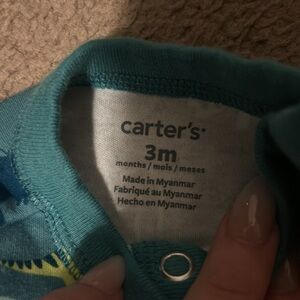 carter's
3m
months / mois / meses
Made in Myanmar
Fabriqué au Myanmar
Hecho en Myanmar